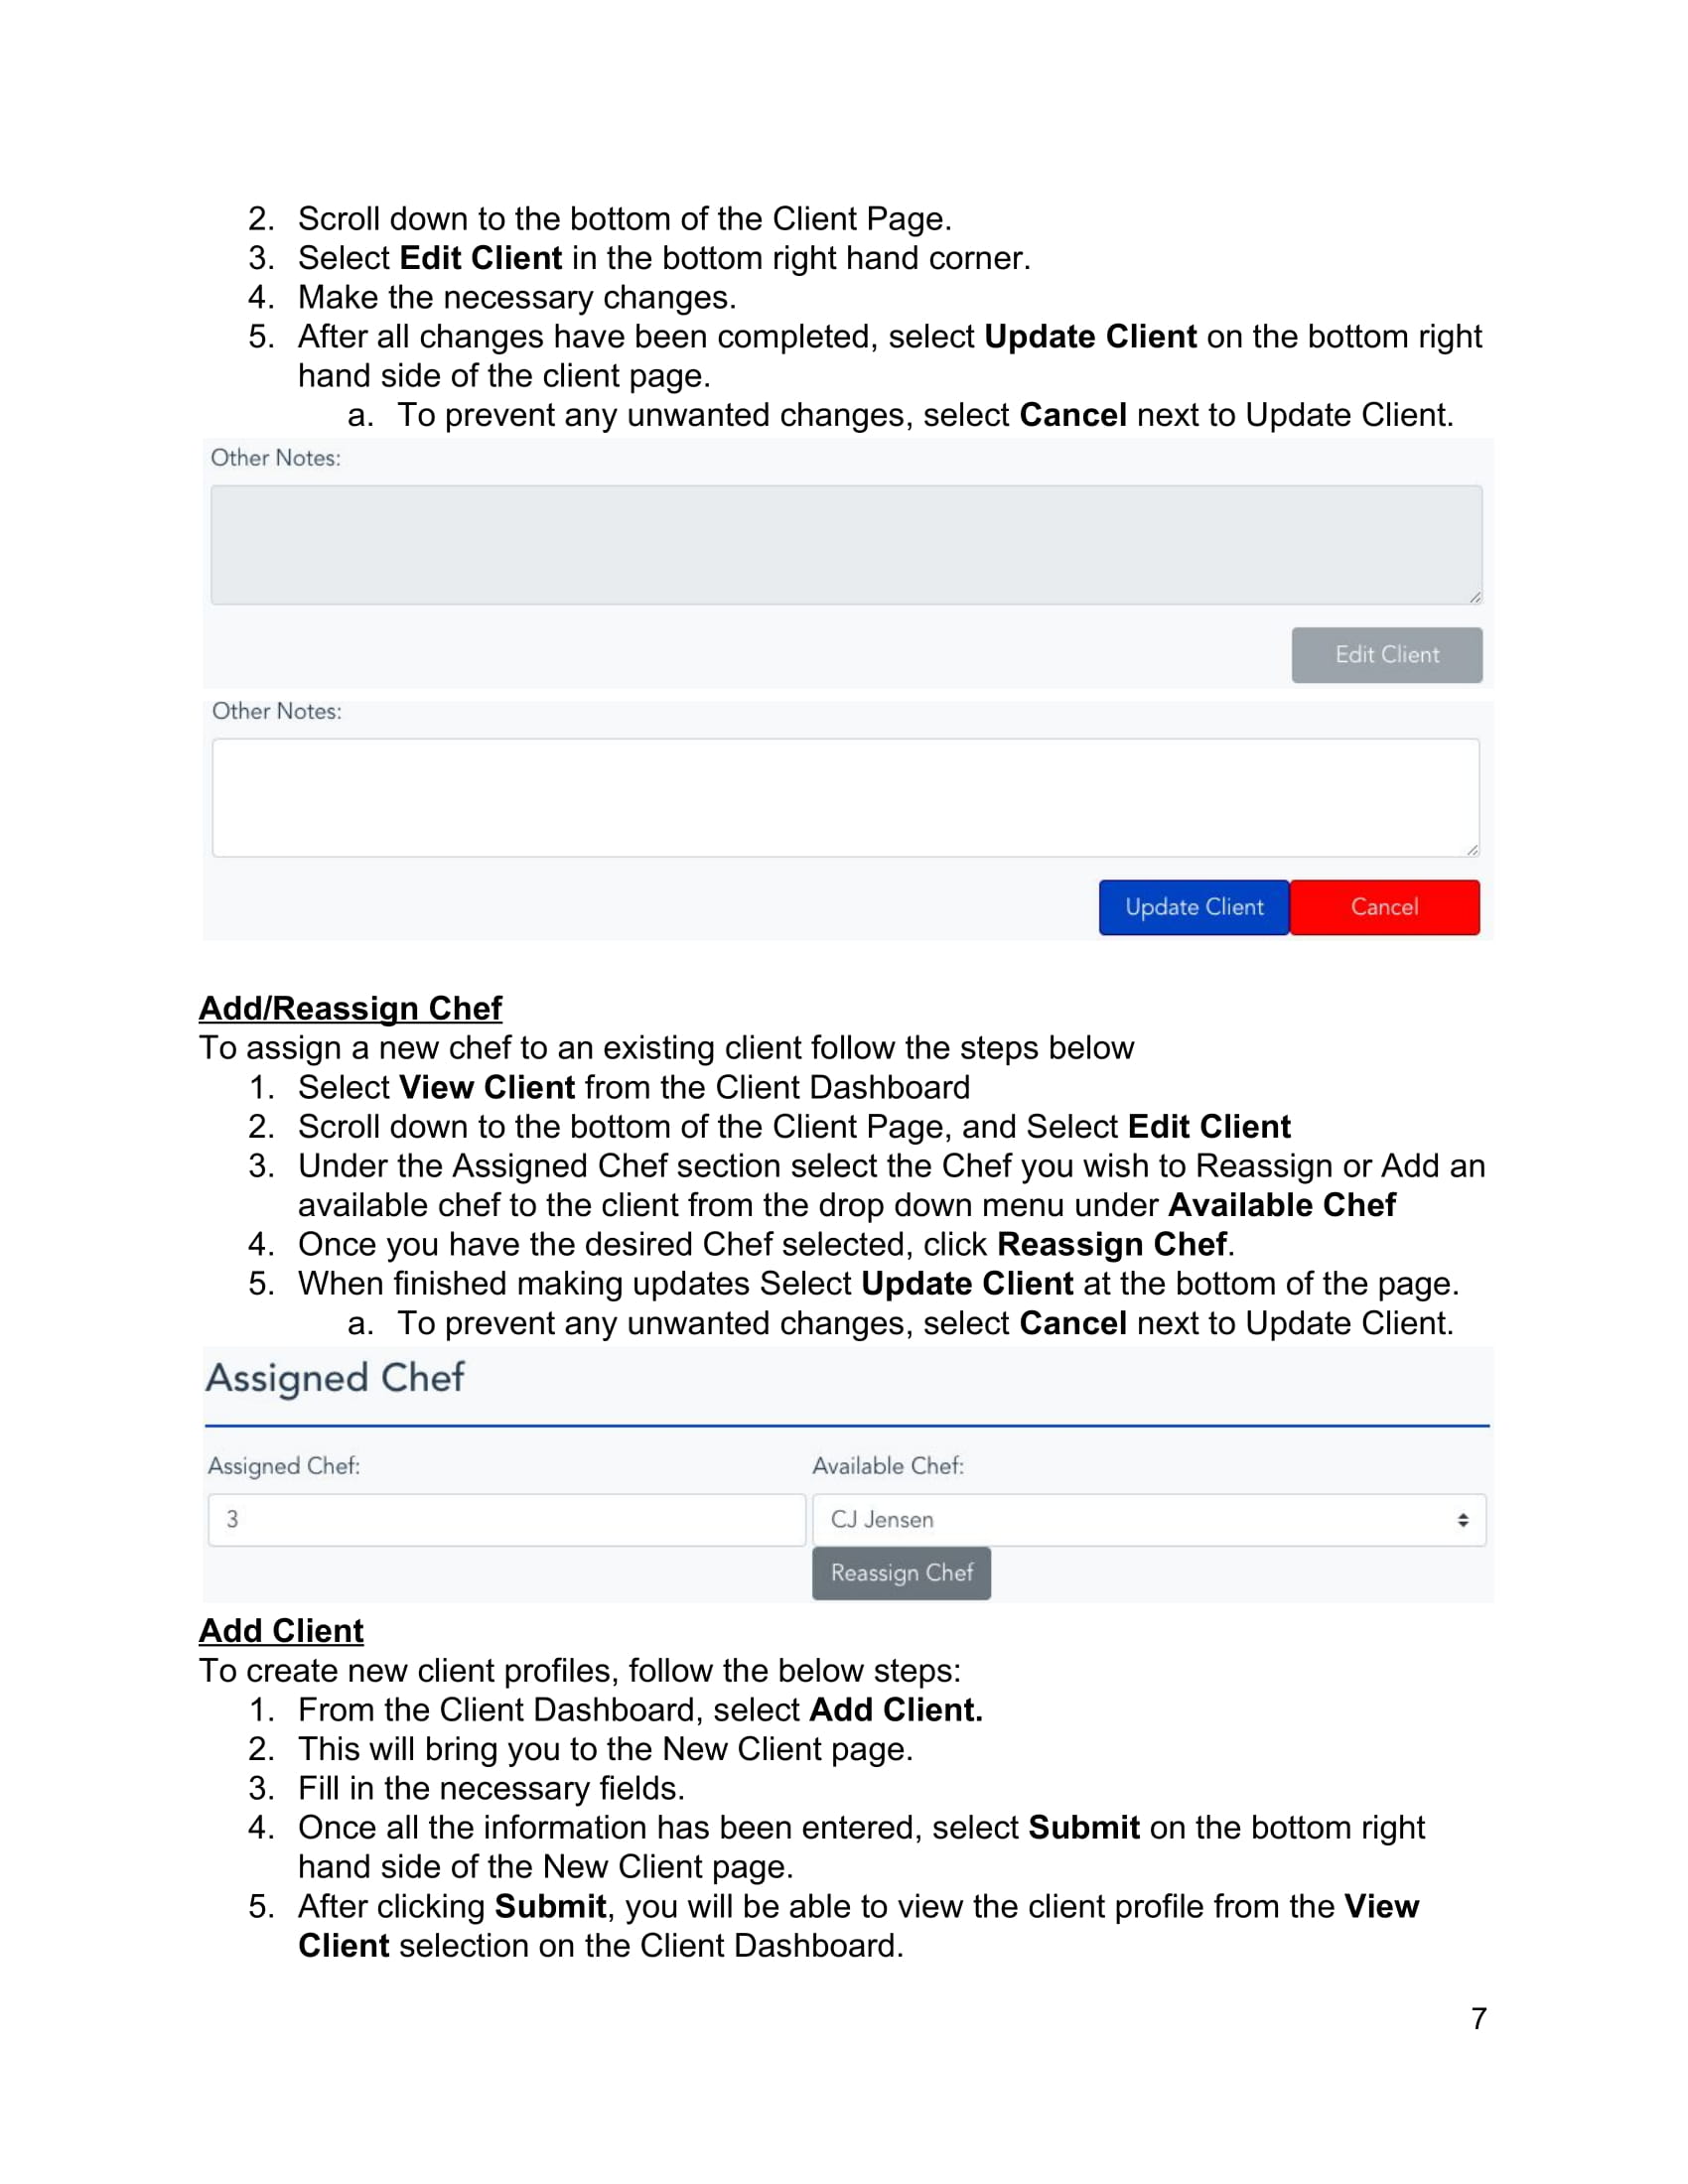 2. Scroll down to the bottom of the Client Page.
3. Select Edit Client in the bottom right hand corner.
4. Make the necessary changes.
5. After all changes have been completed, select Update Client on the bottom right
hand side of the client page.
a. To prevent any unwanted changes, select Cancel next to Update Client.
Other Notes:
Edit Client
Other Notes:
Update Client Cancel
Add/Reassign Chef
To assign a new chef to an existing client follow the steps below
1. Select View Client from the Client Dashboard
2. Scroll down to the bottom of the Client Page, and Select Edit Client
3. Under the Assigned Chef section select the Chef you wish to Reassign or Add an
available chef to the client from the drop down menu under Available Chef
4. Once you have the desired Chef selected, click Reassign Chef.
5. When finished making updates Select Update Client at the bottom of the page.
a. To prevent any unwanted changes, select Cancel next to Update Client.
Assigned Chef
Assigned Chef: Available Chef:
3 CJ Jensen
Reassign Chef
Add Client
To create new client profiles, follow the below steps:
1. From the Client Dashboard, select Add Client.
2. This will bring you to the New Client page.
3. Fill in the necessary fields.
4. Once all the information has been entered, select Submit on the bottom right
hand side of the New Client page.
5. After clicking Submit, you will be able to view the client profile from the View
Client selection on the Client Dashboard.
7